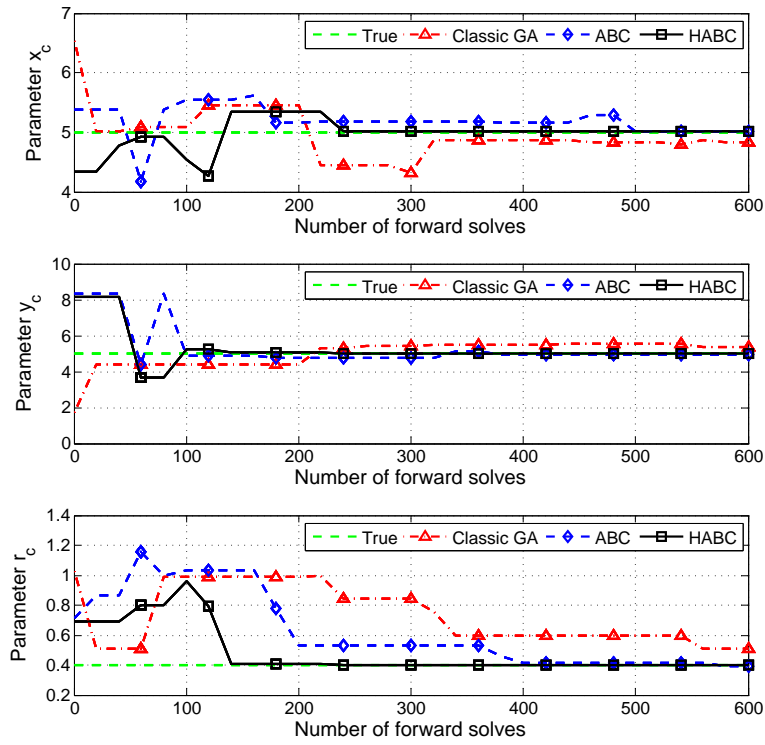 7
6
5
4
Parameter x_c
True
Classic GA
ABC
HABC
0
100
200
300
400
500
600
Number of forward solves
10
8
6
4
2
0
Parameter y_c
True
Classic GA
ABC
HABC
0
100
200
300
400
500
600
Number of forward solves
1.4
1.2
1
0.8
0.6
0.4
0.2
Parameter r_c
True
Classic GA
ABC
HABC
0
100
200
300
400
500
600
Number of forward solves